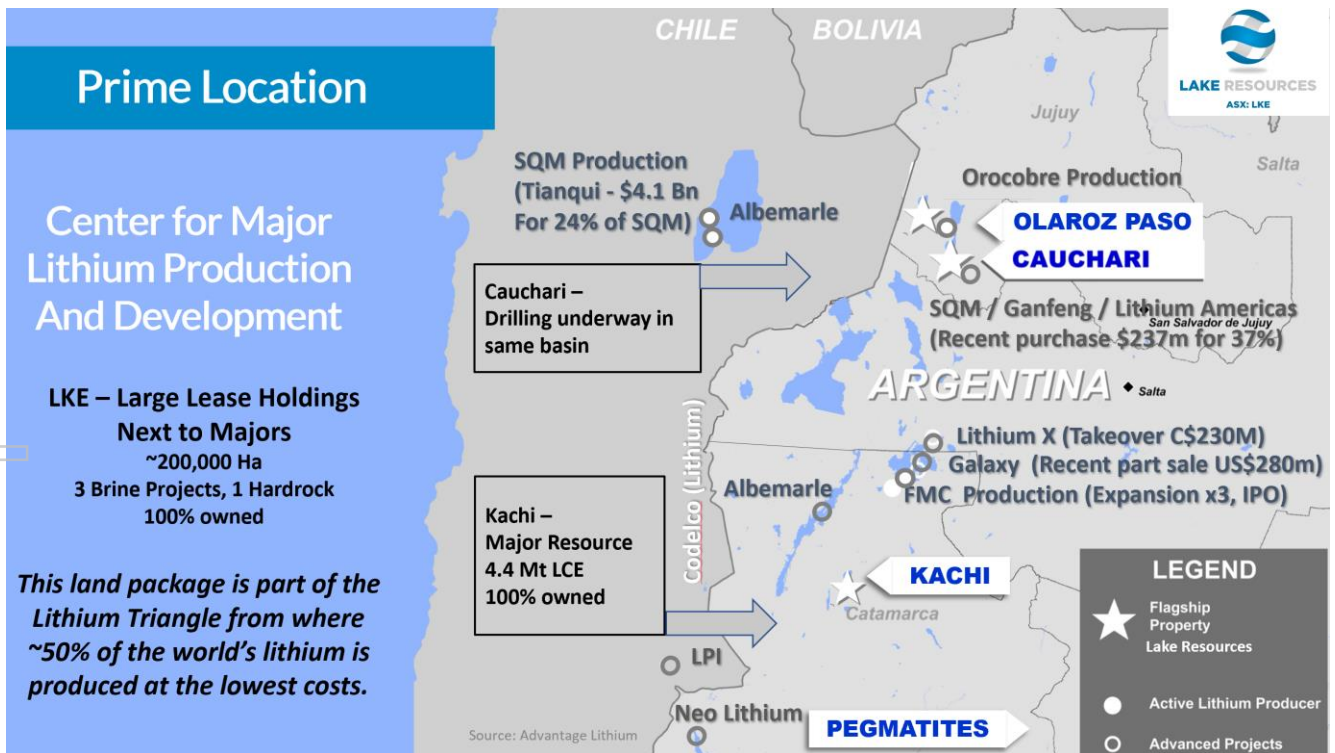 Prime Location
Center for Major
Lithium Production
And Development
LKE – Large Lease Holdings
Next to Majors
~200,000 Ha
3 Brine Projects, 1 Hardrock
100% owned
This land package is part of the
Lithium Triangle from where
~50% of the world's lithium is
produced at the lowest costs.
CHILE
BOLIVIA
LAKE RESOURCES
ASX: LKE
Jujuy
Salta
SQM Production
(Tianqui - $4.1 Bn
For 24% of SQM)
Albemarle
Orocobre Production
OLAROZ PASO
CAUCHARI
Cauchari –
Drilling underway in
same basin
SQM / Ganfeng / Lithium Americas
San Salvador de Jujuy
(Recent purchase $237m for 37%)
ARGENTINA
Salta
Lithium X (Takeover C$230M)
Galaxy (Recent part sale US$280m)
FMC Production (Expansion x3, IPO)
Albemarle
Codelco (Lithium)
Kachi –
Major Resource
4.4 Mt LCE
100% owned
KACHI
Catamarca
LPI
Neo Lithium
PEGMATITES
Source: Advantage Lithium
LEGEND
Flagship
Property
Lake Resources
Active Lithium Producer
Advanced Projects